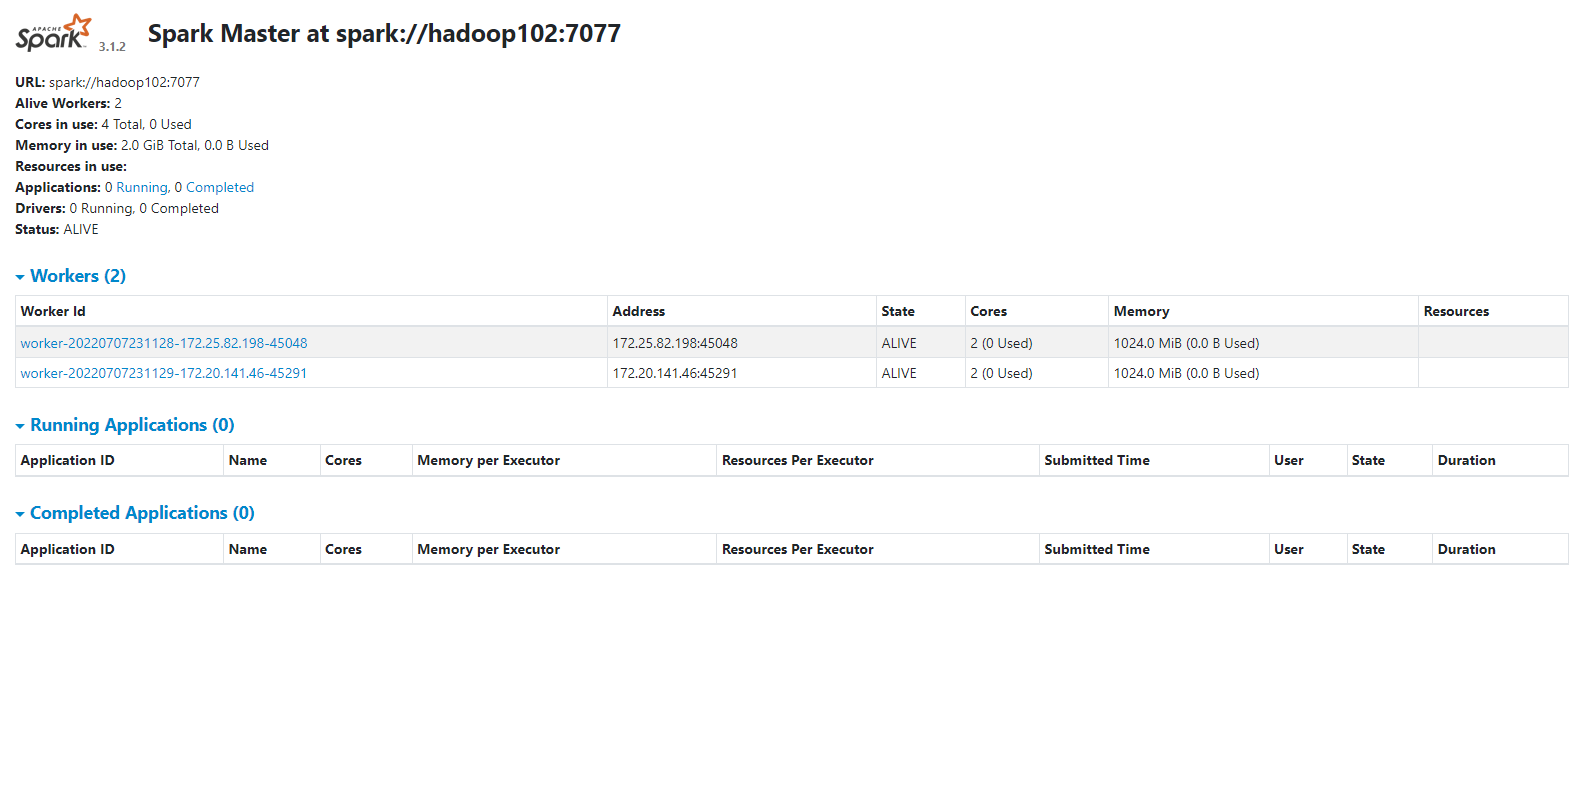 APACHE
Spark 3.1.2 Spark Master at spark://hadoop102:7077
URL: spark://hadoop102:7077
Alive Workers: 2
Cores in use: 4 Total, 0 Used
Memory in use: 2.0 GiB Total, 0.0 B Used
Resources in use:
Applications: 0 Running, 0 Completed
Drivers: 0 Running, 0 Completed
Status: ALIVE
Workers (2)
Worker Id Address State Cores Memory Resources
worker-20220707231128-172.25.82.198-45048 172.25.82.198:45048 ALIVE 2 (0 Used) 1024.0 MiB (0.0 B Used)
worker-20220707231129-172.20.141.46-45291 172.20.141.46:45291 ALIVE 2 (0 Used) 1024.0 MiB (0.0 B Used)
Running Applications (0)
Application ID Name Cores Memory per Executor Resources Per Executor Submitted Time User State Duration
Completed Applications (0)
Application ID Name Cores Memory per Executor Resources Per Executor Submitted Time User State Duration